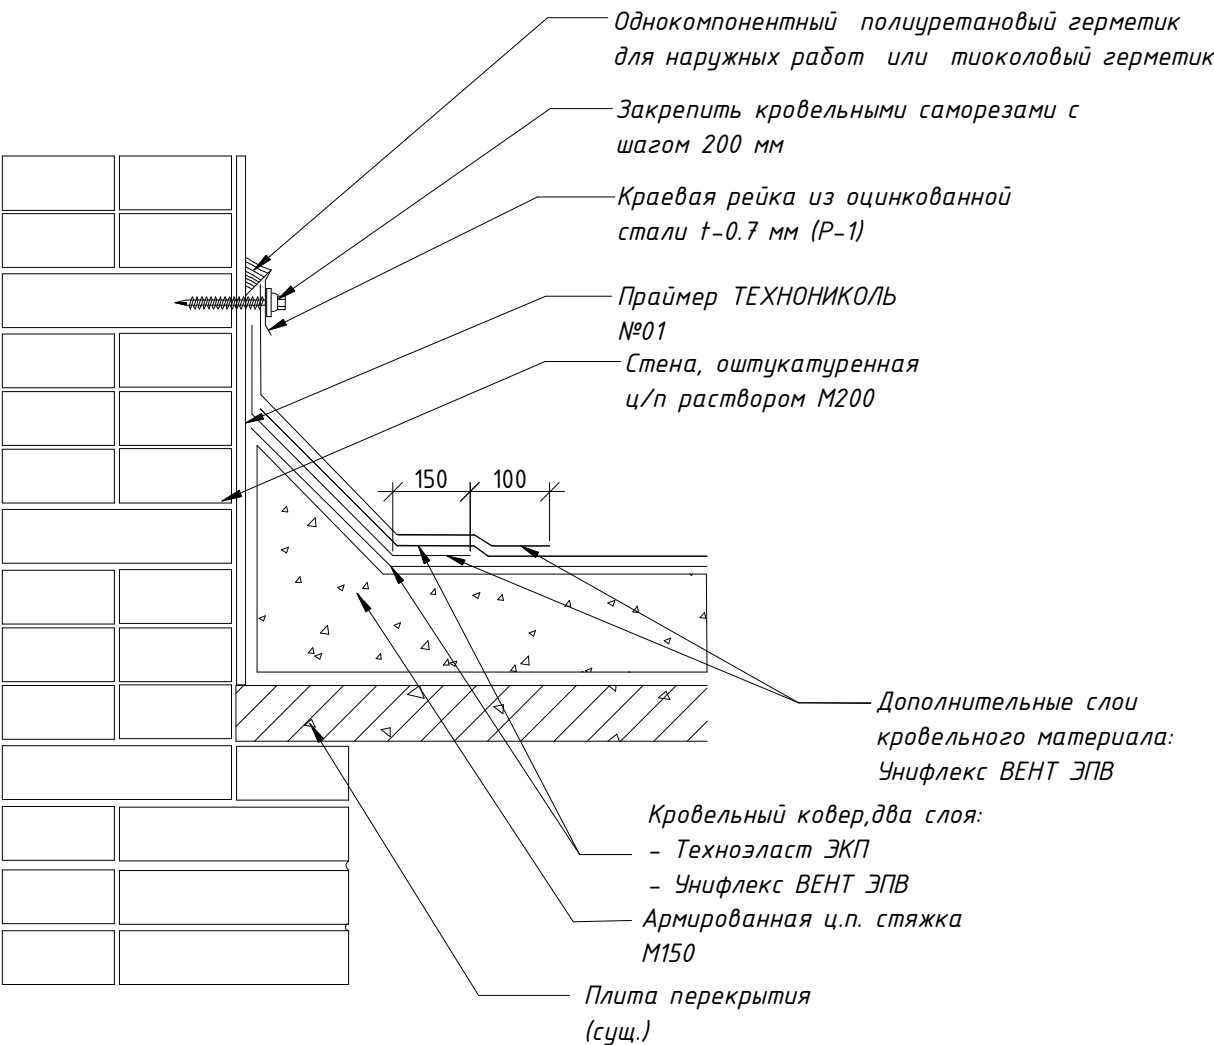 Однокомпонентный полиуретановый герметик
для наружных работ или тиоколовый герметик
Закрепить кровельными саморезами с
шагом 200 мм
Краевая рейка из оцинкованной
стали t-0.7 мм (Р-1)
Праймер ТЕХНОНИКОЛЬ
№01
Стена, оштукатуренная
ц/п раствором М200
150
100
Дополнительные слои
кровельного материала:
Унифлекс ВЕНТ ЭПВ
Кровельный ковер,два слоя:
- Техноэласт ЭКП
- Унифлекс ВЕНТ ЭПВ
Армированная ц.п. стяжка
М150
Плита перекрытия
(сущ.)